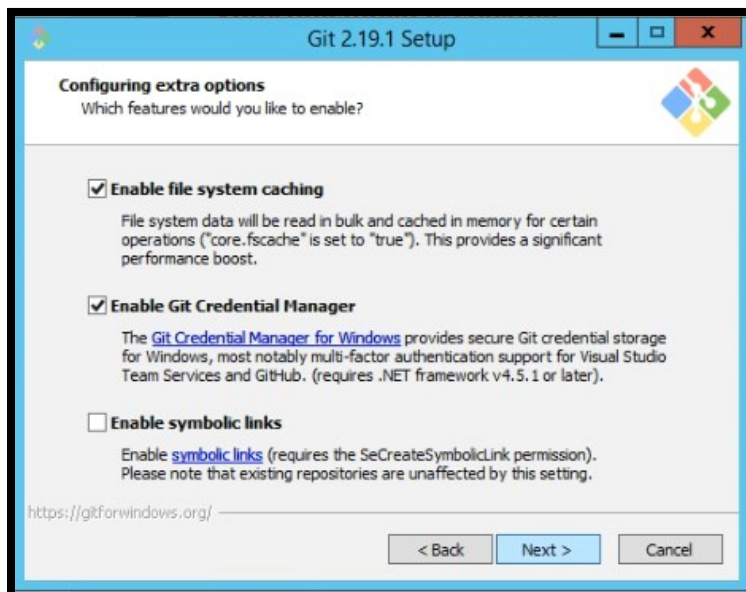 Git 2.19.1 Setup
Configuring extra options
Which features would you like to enable?
Enable file system caching
File system data will be read in bulk and cached in memory for certain
operations ("core.fscache" is set to "true"). This provides a significant
performance boost.
Enable Git Credential Manager
The Git Credential Manager for Windows provides secure Git credential storage
for Windows, most notably multi-factor authentication support for Visual Studio
Team Services and GitHub. (requires .NET framework v4.5.1 or later).
Enable symbolic links
Enable symbolic links (requires the SeCreateSymbolicLink permission).
Please note that existing repositories are unaffected by this setting.
https://gitforwindows.org/
< Back Next > Cancel